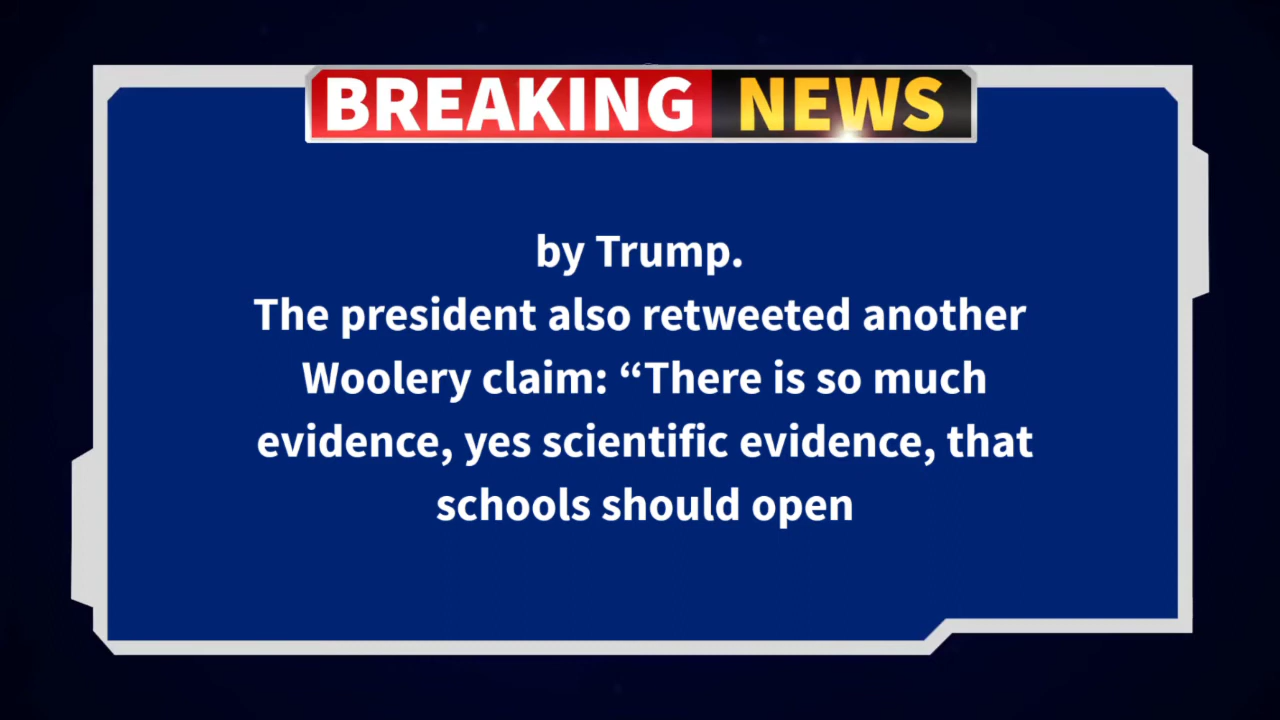 BREAKING NEWS
by Trump.
The president also retweeted another
Woolery claim: “There is so much
evidence, yes scientific evidence, that
schools should open